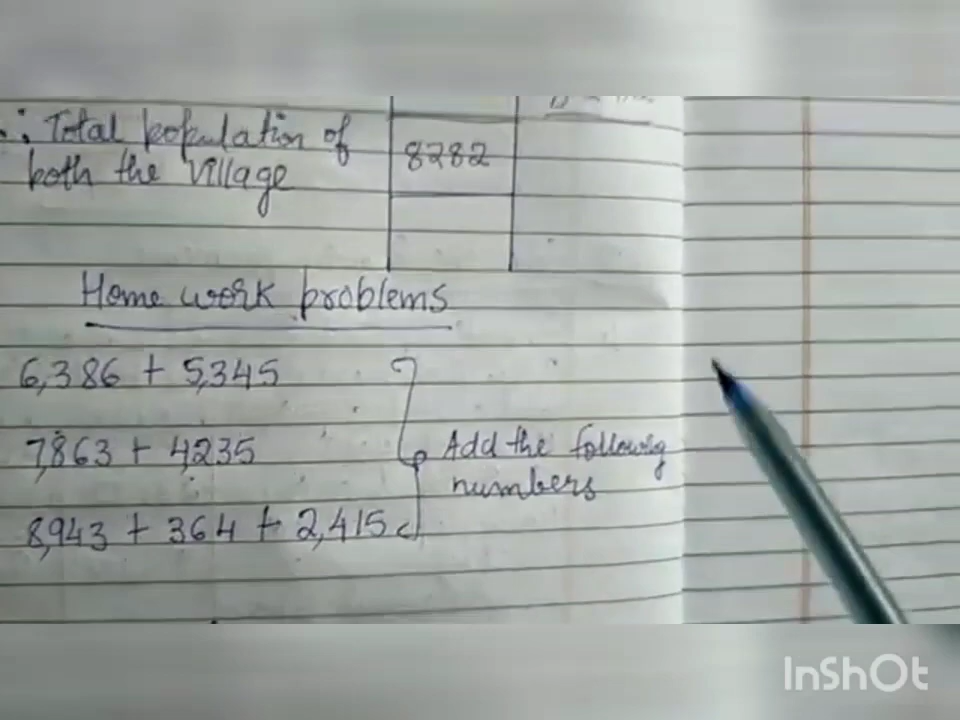 ∴ Total population of
both the village
8282
Home work problems
6,386 + 5,345
7,863 + 4,235
Add the following
numbers
8,943 + 364 + 2,415
InShOt